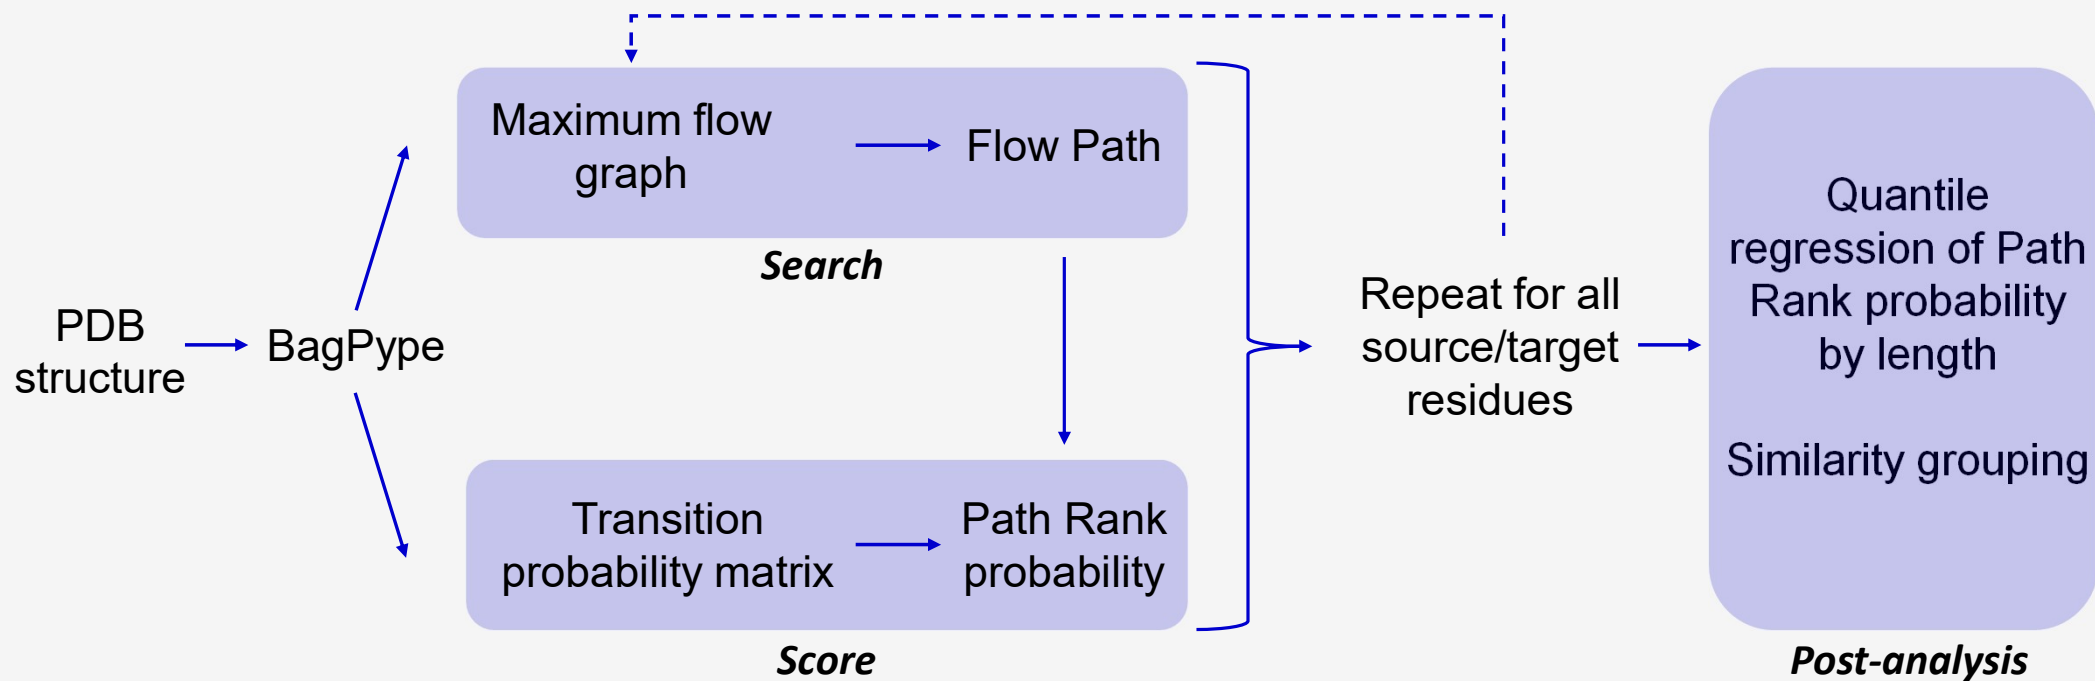 PDB
structure
BagPype
Maximum flow
graph
Flow Path
Search
Transition
probability matrix
Path Rank
probability
Score
Repeat for all
source/target
residues
Quantile
regression of Path
Rank probability
by length
Similarity grouping
Post-analysis